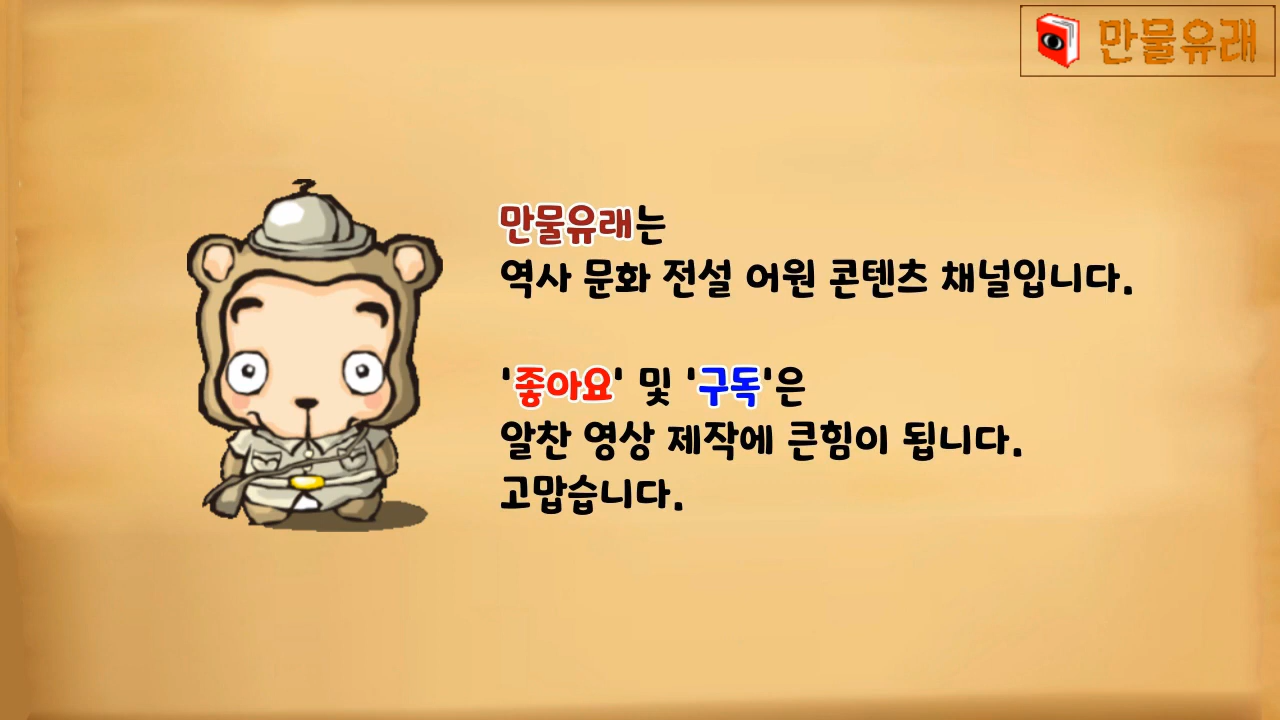 만물유래
만물유래는
역사 문화 전설 어원 콘텐츠 채널입니다.
'좋아요' 및 '구독'은
알찬 영상 제작에 큰힘이 됩니다.
고맙습니다.